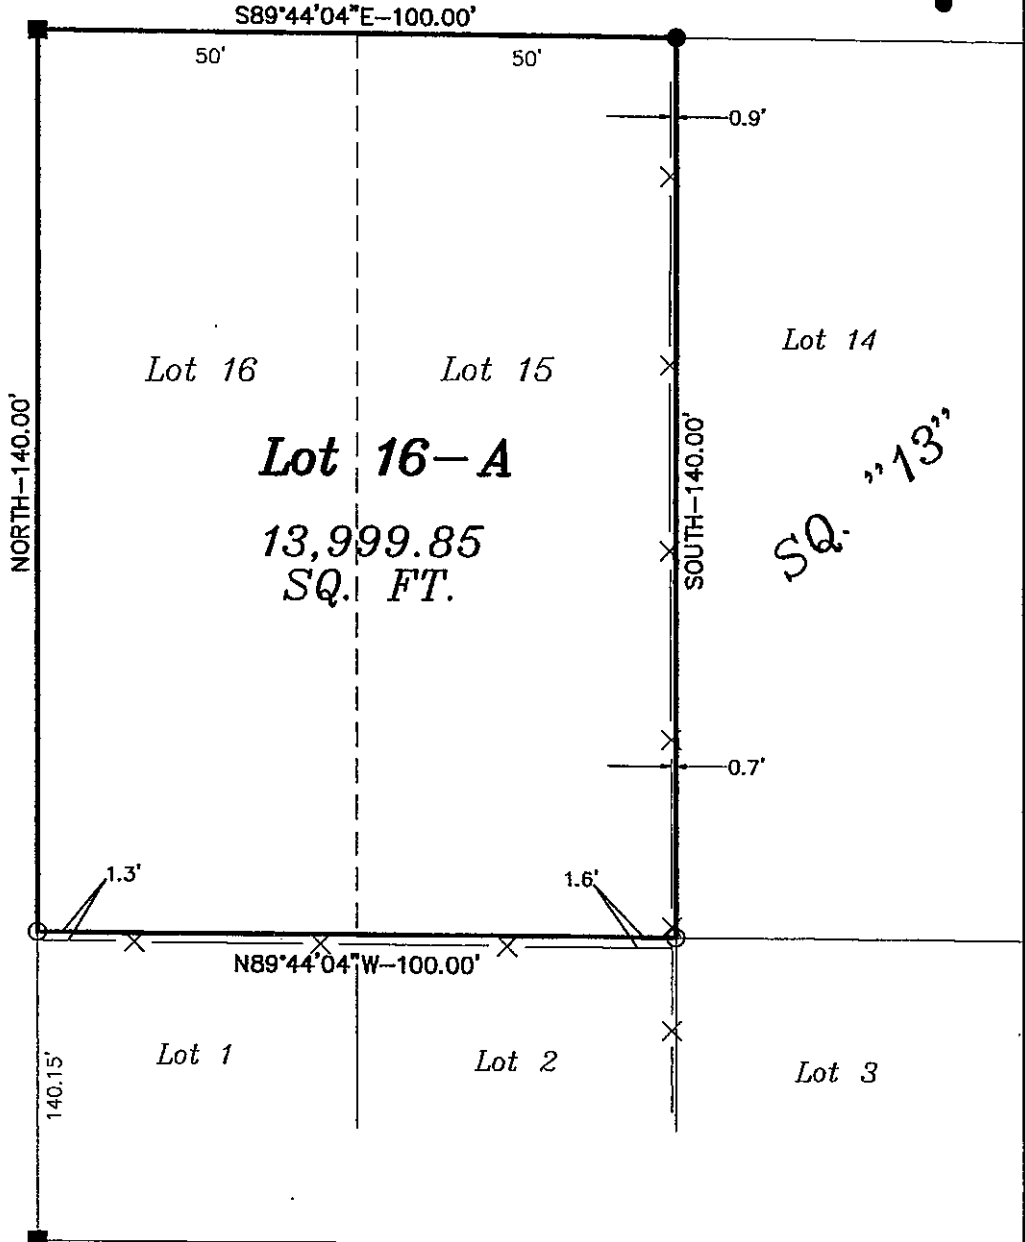 S89°44'04"E-100.00'
50'
50'
0.9'
Lot 14
Lot 16
Lot 15
NORTH-140.00'
SOUTH-140.00'
Lot 16-A
SQ. "13"
13,999.85
SQ. FT.
0.7'
1.3'
1.6'
N89°44'04"W-100.00'
Lot 1
Lot 2
Lot 3
140.15'